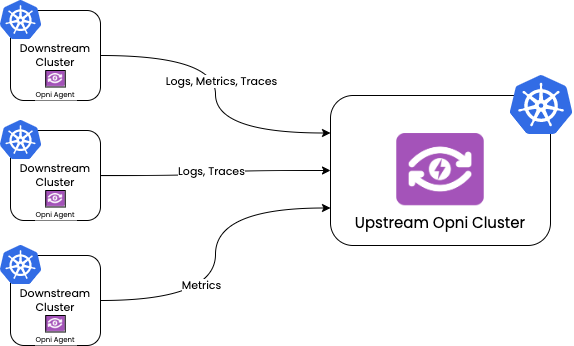 Downstream
Cluster
Opni Agent
Logs, Metrics, Traces
Downstream
Cluster
Opni Agent
Logs, Traces
Upstream Opni Cluster
Downstream
Cluster
Opni Agent
Metrics